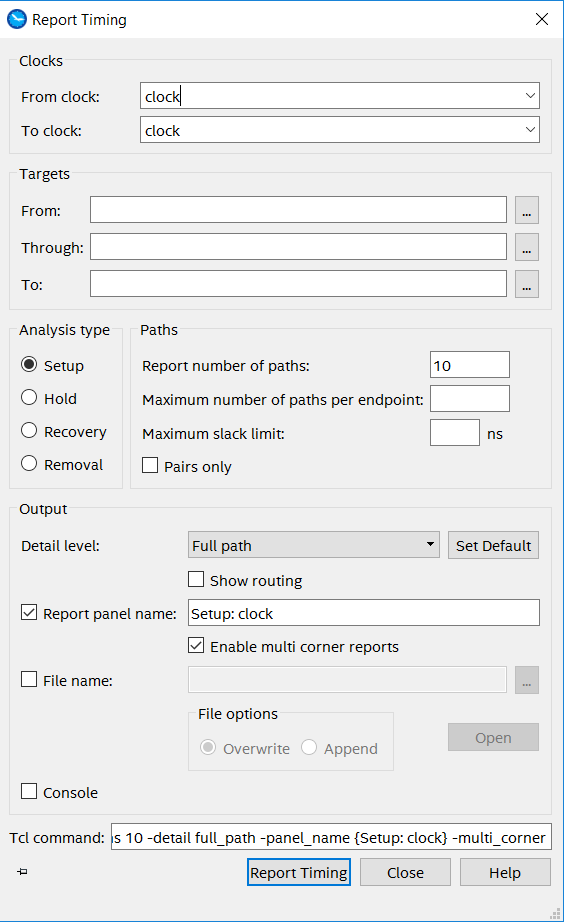 Report Timing
Clocks
From clock: clock
To clock: clock
Targets
From: ...
Through: ...
To: ...
Analysis type
Setup
Hold
Recovery
Removal
Paths
Report number of paths: 10
Maximum number of paths per endpoint:
Maximum slack limit: ns
Pairs only
Output
Detail level: Full path Set Default
Show routing
Report panel name: Setup: clock
Enable multi corner reports
File name: ...
File options
Overwrite Append
Open
Console
Tcl command: 10 -detail full_path -panel_name {Setup: clock} -multi_corner
Report Timing Close Help